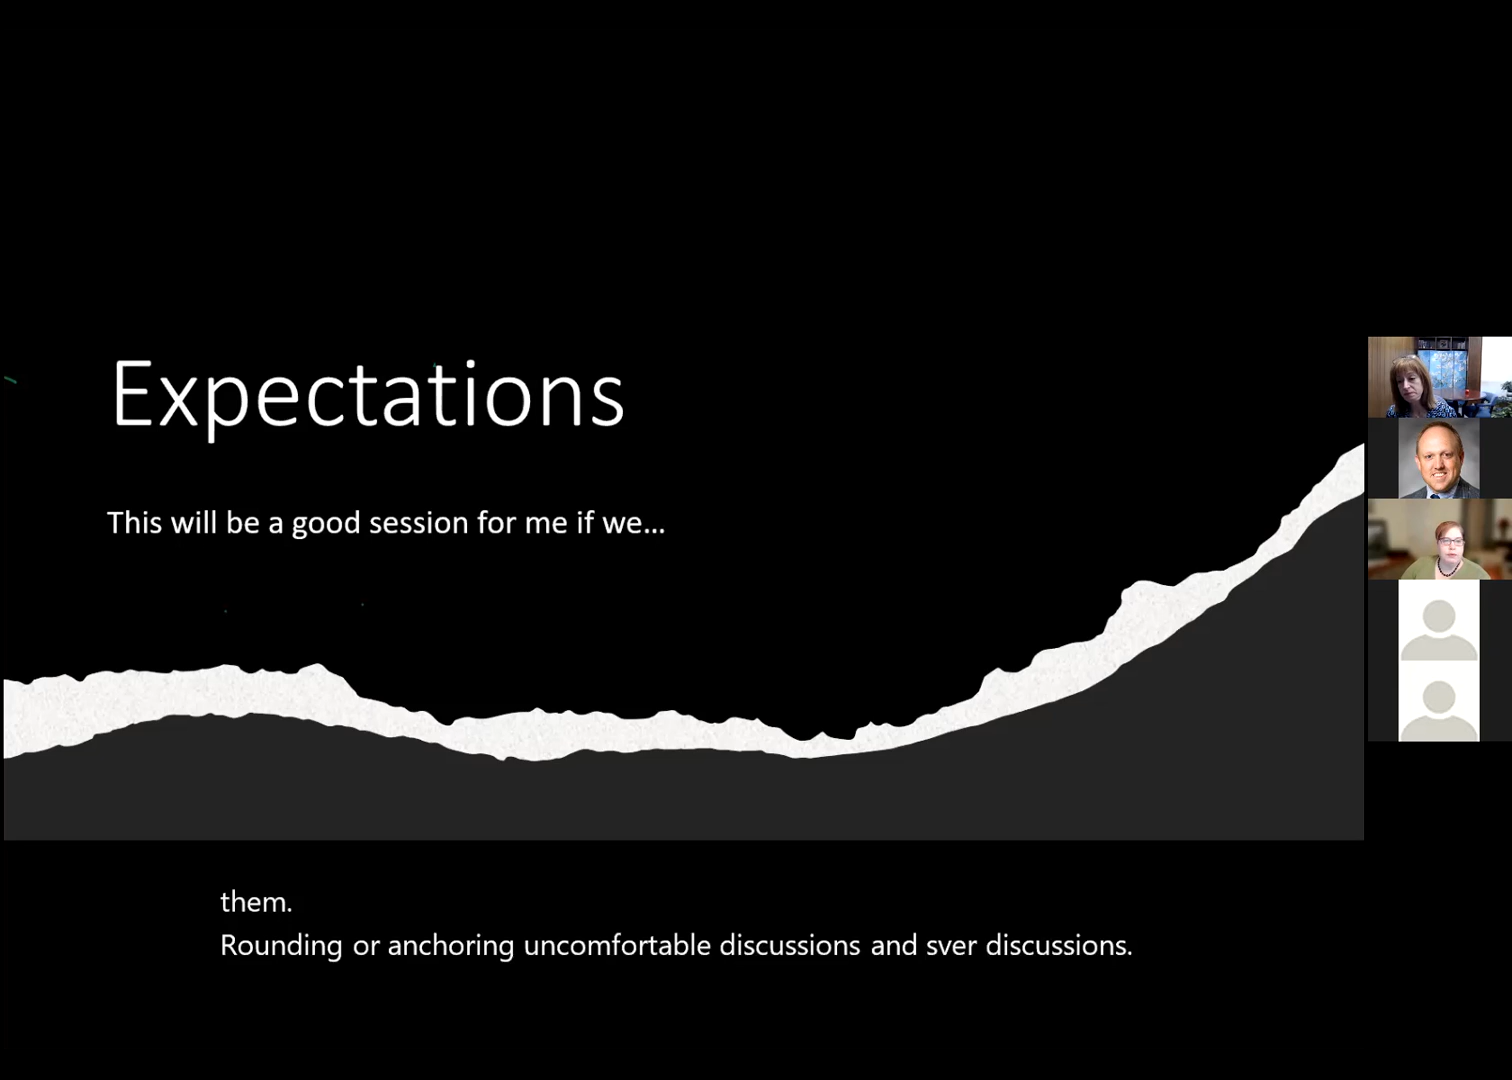 Expectations
This will be a good session for me if we...
them.
Rounding or anchoring uncomfortable discussions and sver discussions.